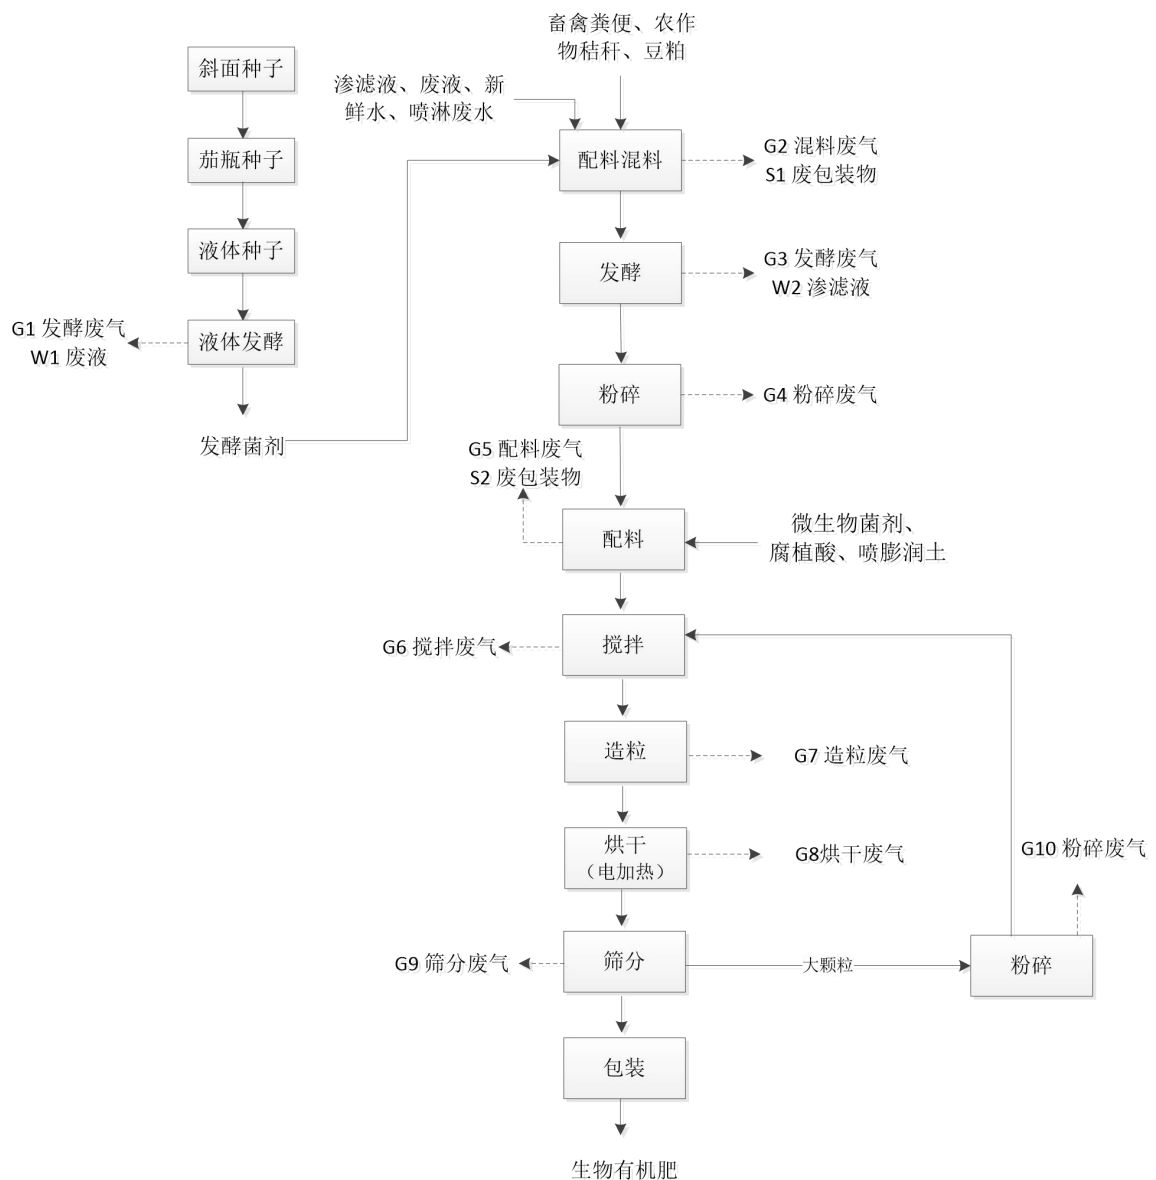 畜禽粪便、农作
物秸秆、豆粕
斜面种子
渗滤液、废液、新
鲜水、喷淋废水
茄瓶种子
配料混料
G2 混料废气
S1 废包装物
液体种子
发酵
G3 发酵废气
W2 渗滤液
G1 发酵废气
W1 废液
液体发酵
粉碎
G4 粉碎废气
发酵菌剂
G5 配料废气
S2 废包装物
配料
微生物菌剂、
腐植酸、喷膨润土
G6 搅拌废气
搅拌
造粒
G7 造粒废气
烘干
（电加热）
G8烘干废气
G10 粉碎废气
G9 筛分废气
筛分
大颗粒
粉碎
包装
生物有机肥